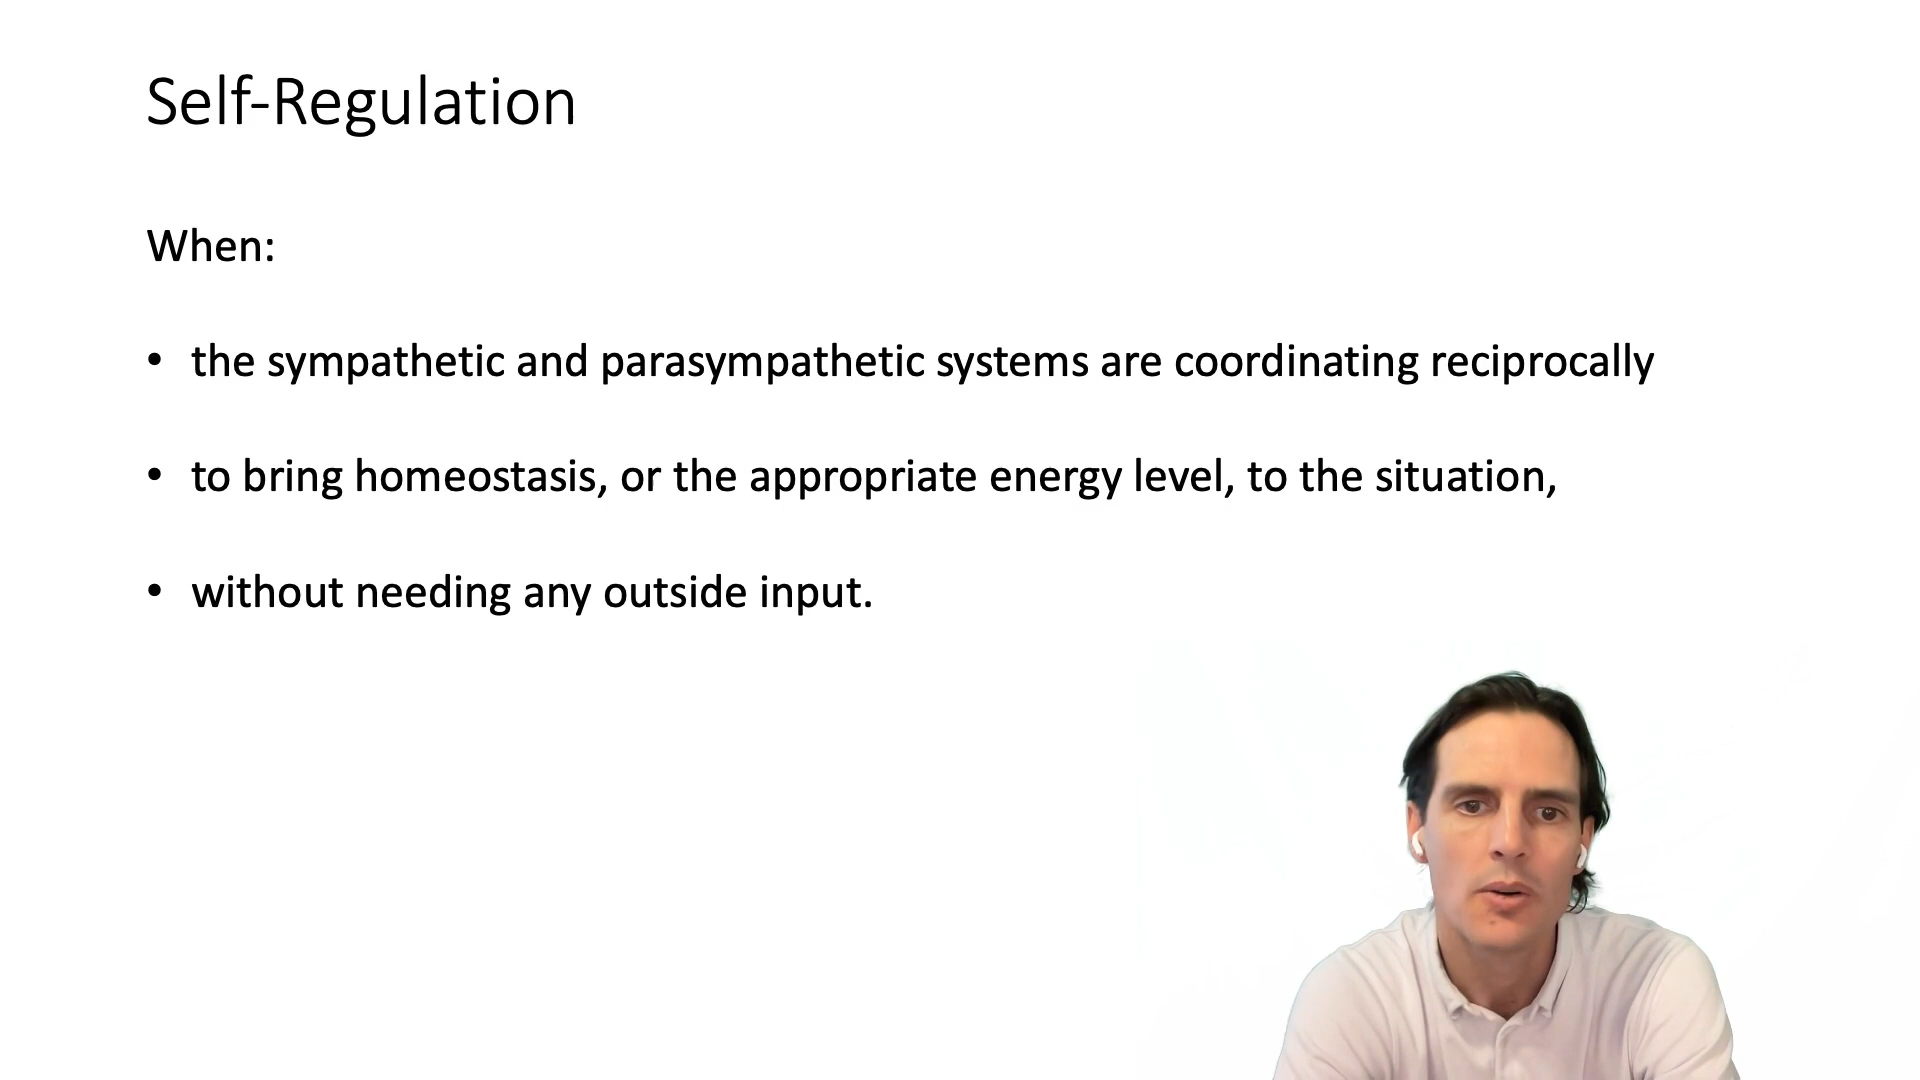 Self-Regulation
When:
• the sympathetic and parasympathetic systems are coordinating reciprocally
• to bring homeostasis, or the appropriate energy level, to the situation,
• without needing any outside input.